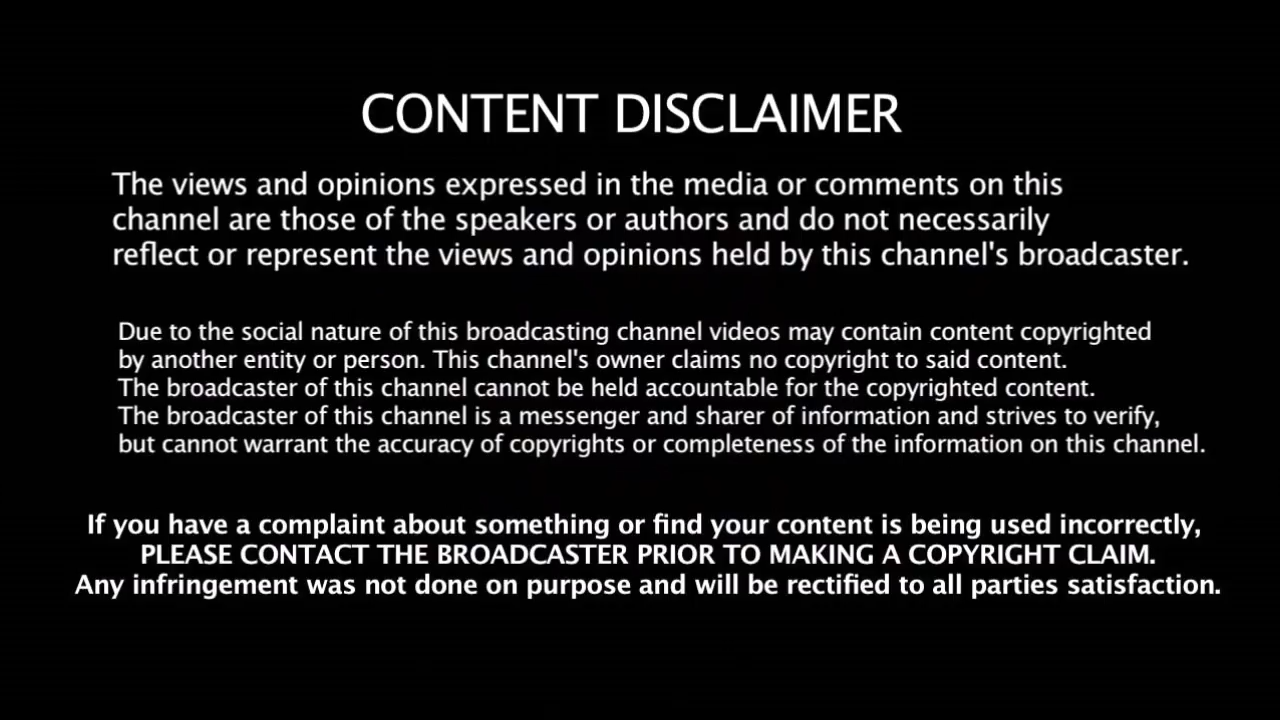 CONTENT DISCLAIMER
The views and opinions expressed in the media or comments on this
channel are those of the speakers or authors and do not necessarily
reflect or represent the views and opinions held by this channel's broadcaster.
Due to the social nature of this broadcasting channel videos may contain content copyrighted
by another entity or person. This channel's owner claims no copyright to said content.
The broadcaster of this channel cannot be held accountable for the copyrighted content.
The broadcaster of this channel is a messenger and sharer of information and strives to verify,
but cannot warrant the accuracy of copyrights or completeness of the information on this channel.
If you have a complaint about something or find your content is being used incorrectly,
PLEASE CONTACT THE BROADCASTER PRIOR TO MAKING A COPYRIGHT CLAIM.
Any infringement was not done on purpose and will be rectified to all parties satisfaction.